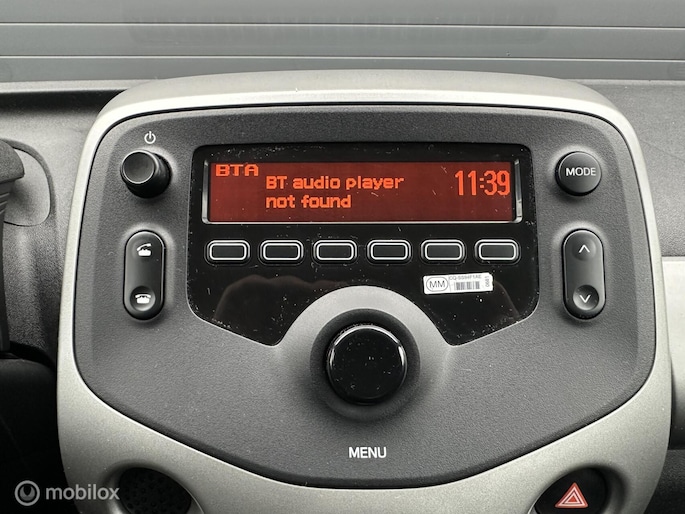 BTA
BT audio player
not found
11:39
MODE
MM
MENU
mobilox